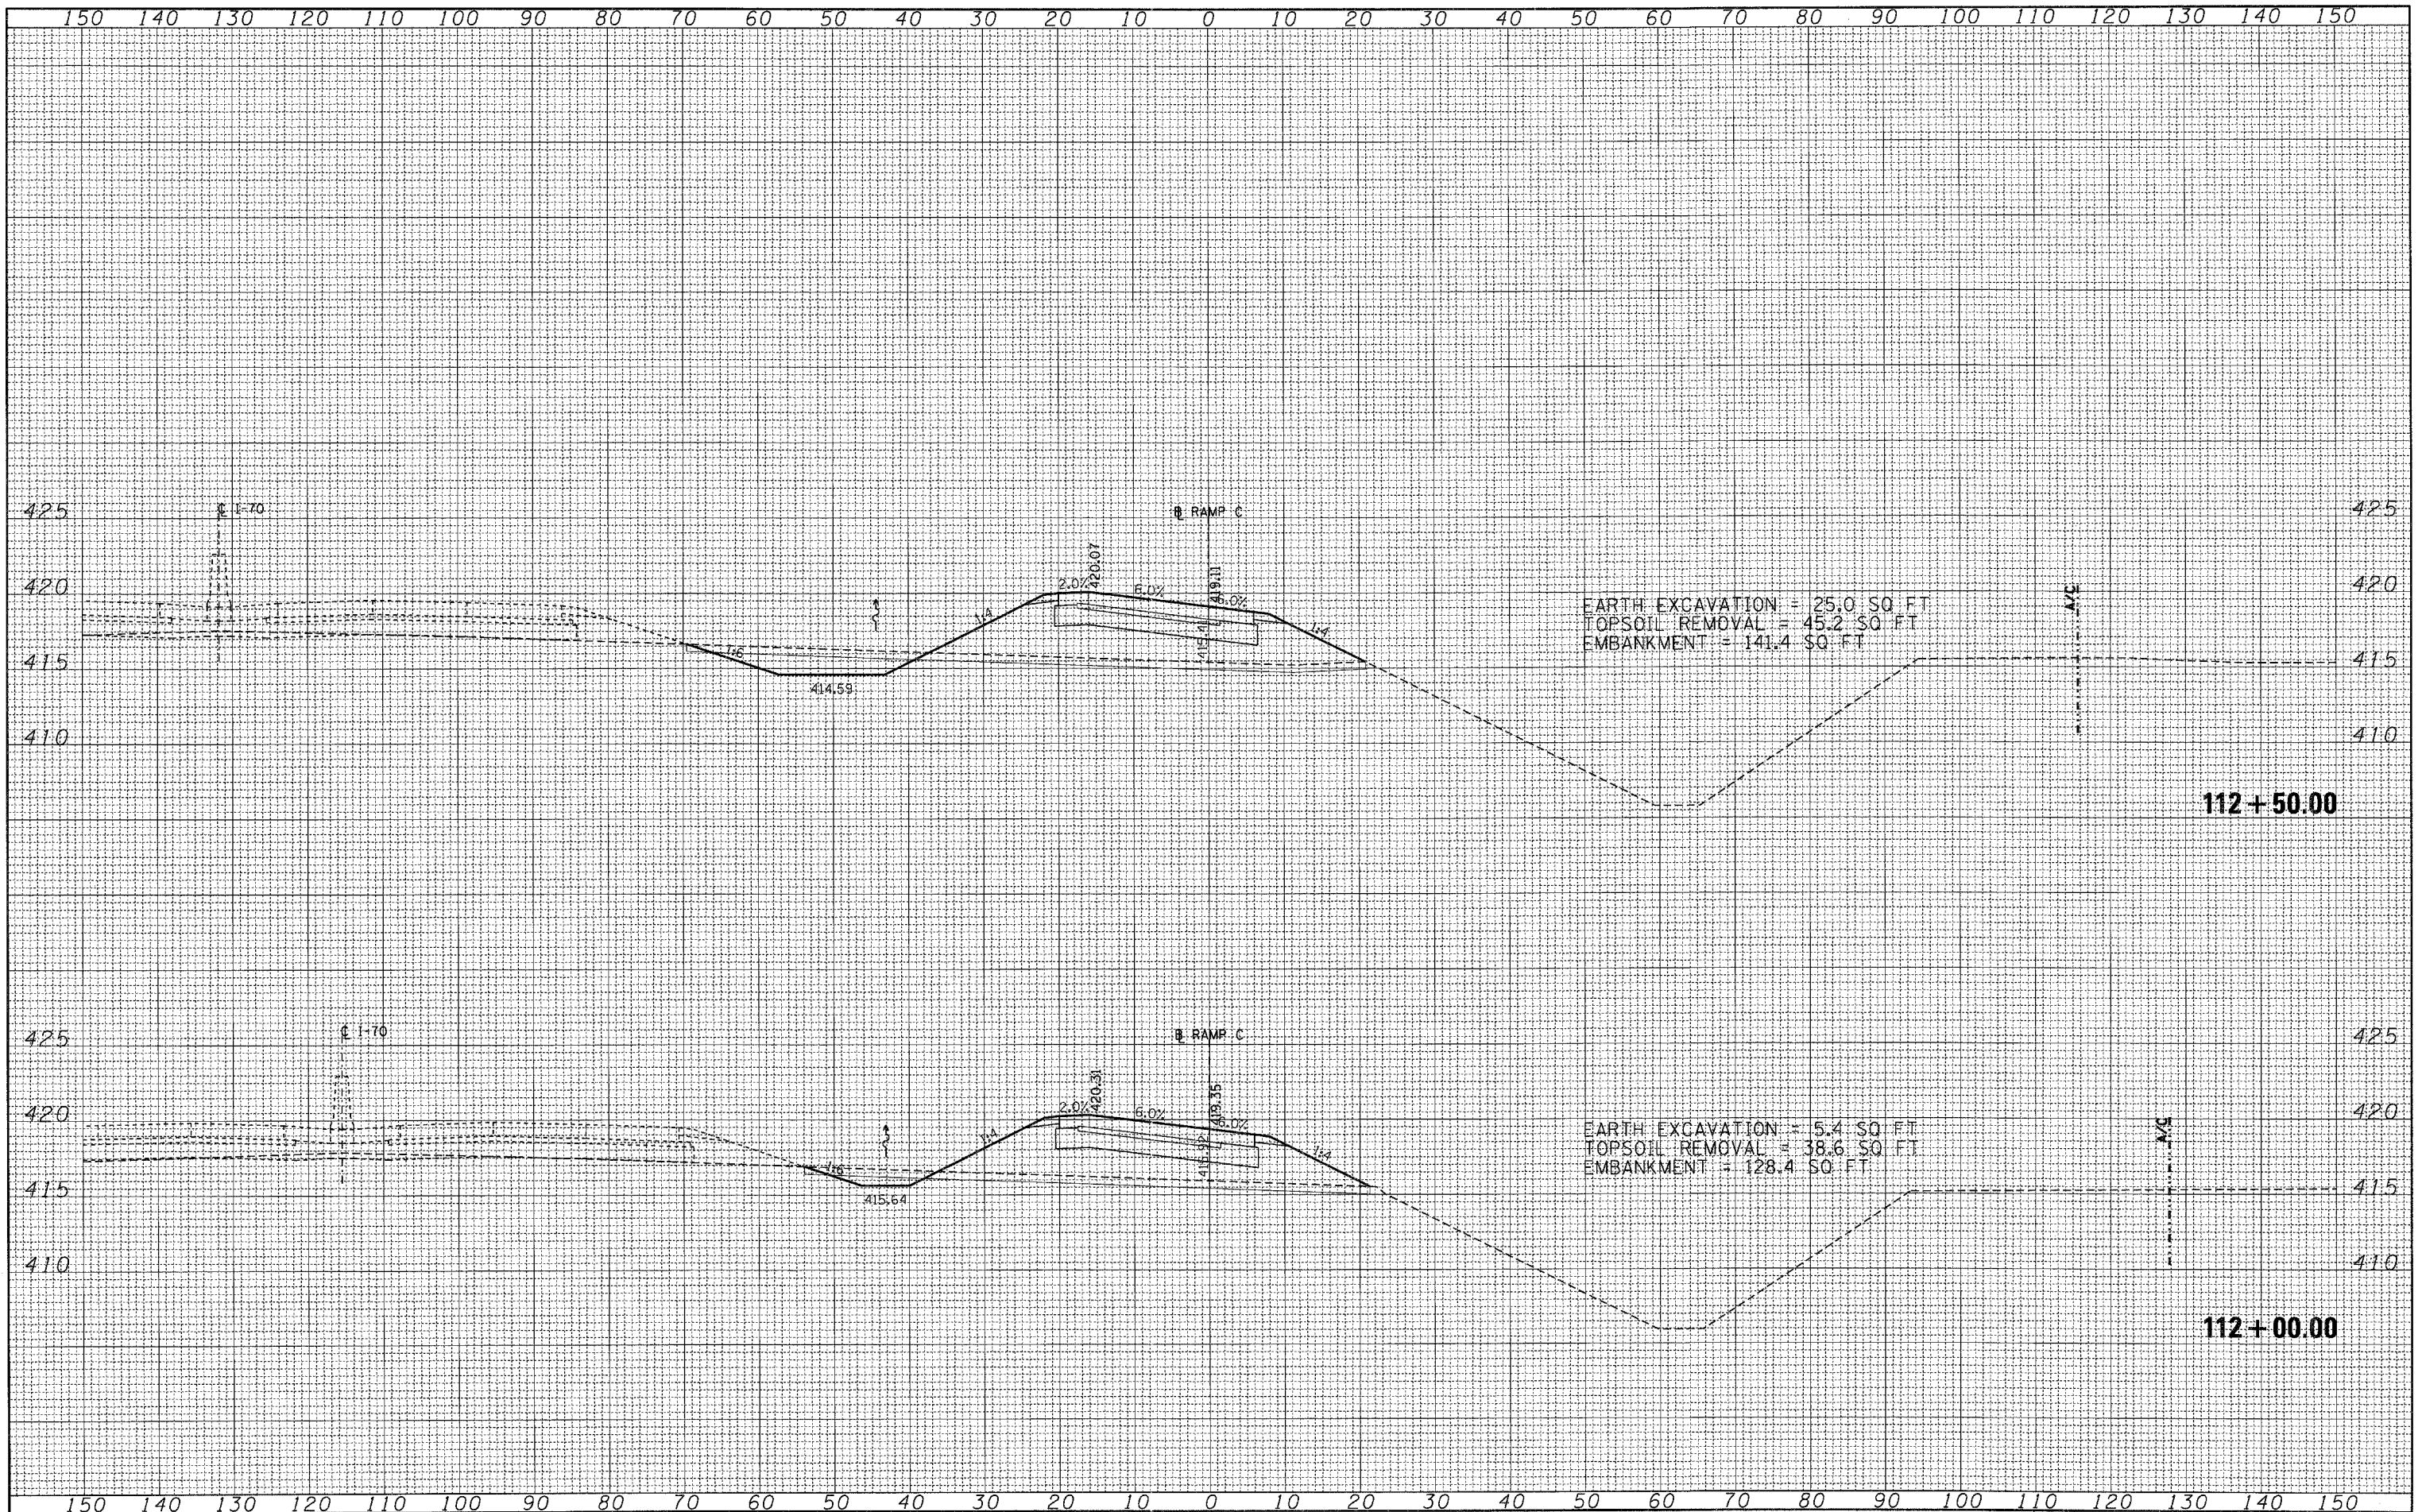 150 140 130 120 110 100 90 80 70 60 50 40 30 20 10 0 10 20 30 40 50 60 70 80 90 100 110 120 130 140 150
425 ℄ I-70 B RAMP C 425
420 2.0% 420.07 6.0% 419.11 6.0% A/C 420
1:4 1:4
EARTH EXCAVATION = 25.0 SQ FT
TOPSOIL REMOVAL = 45.2 SQ FT
EMBANKMENT = 141.4 SQ FT
415 1:6 415
414.59
410 410
112+50.00
425 ℄ I-70 B RAMP C 425
420 2.0% 420.31 6.0% 419.35 6.0% A/C 420
1:4 415.92 1:4
EARTH EXCAVATION = 5.4 SQ FT
TOPSOIL REMOVAL = 38.6 SQ FT
EMBANKMENT = 128.4 SQ FT
415 1:6 415
415.64
410 410
112+00.00
150 140 130 120 110 100 90 80 70 60 50 40 30 20 10 0 10 20 30 40 50 60 70 80 90 100 110 120 130 140 150